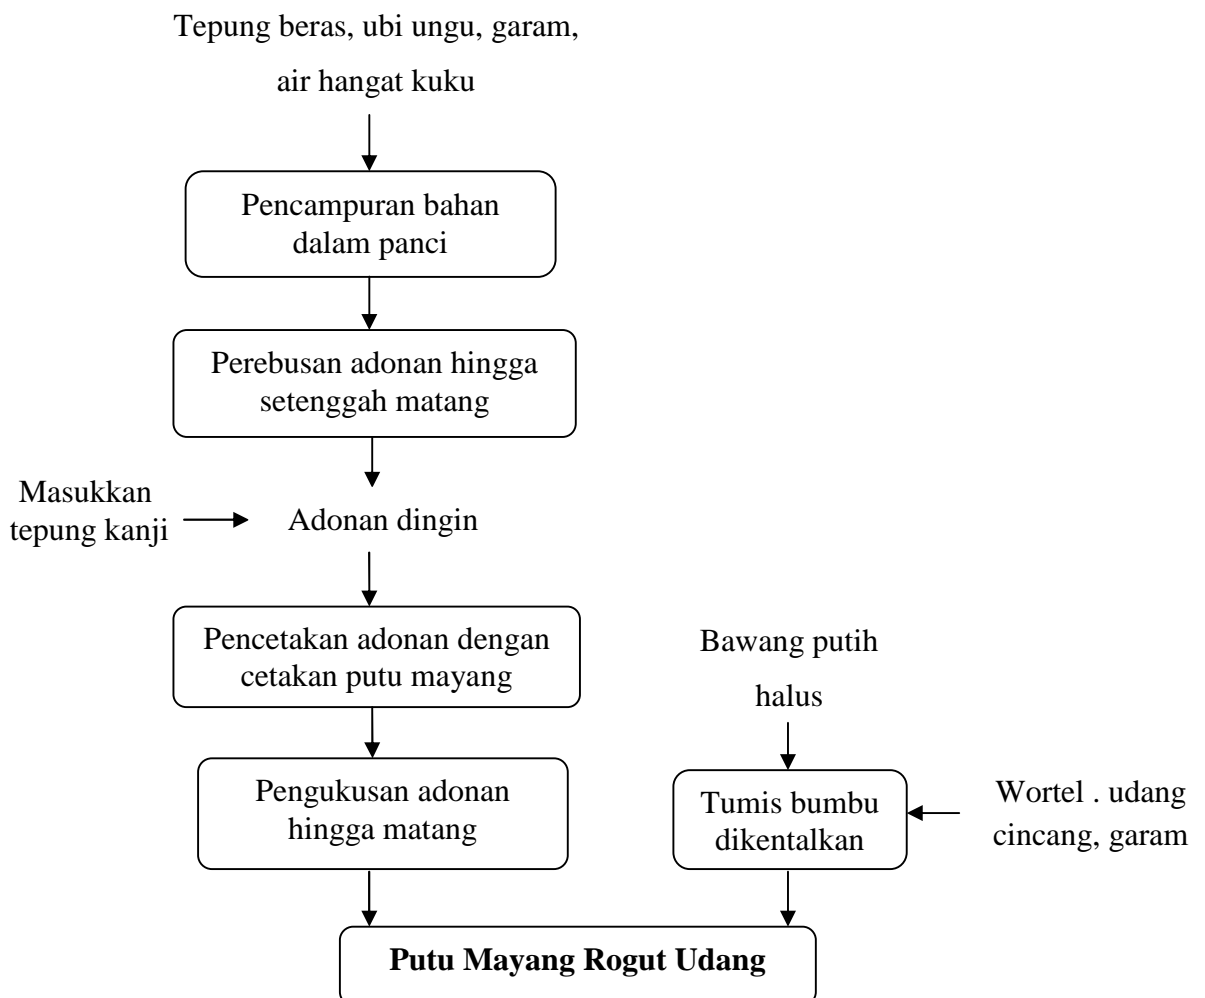 Tepung beras, ubi ungu, garam,
air hangat kuku
Pencampuran bahan
dalam panci
Perebusan adonan hingga
setenggah matang
Masukkan
tepung kanji
Adonan dingin
Pencetakan adonan dengan
cetakan putu mayang
Pengukusan adonan
hingga matang
Bawang putih
halus
Tumis bumbu
dikentalkan
Wortel . udang
cincang, garam
Putu Mayang Rogut Udang